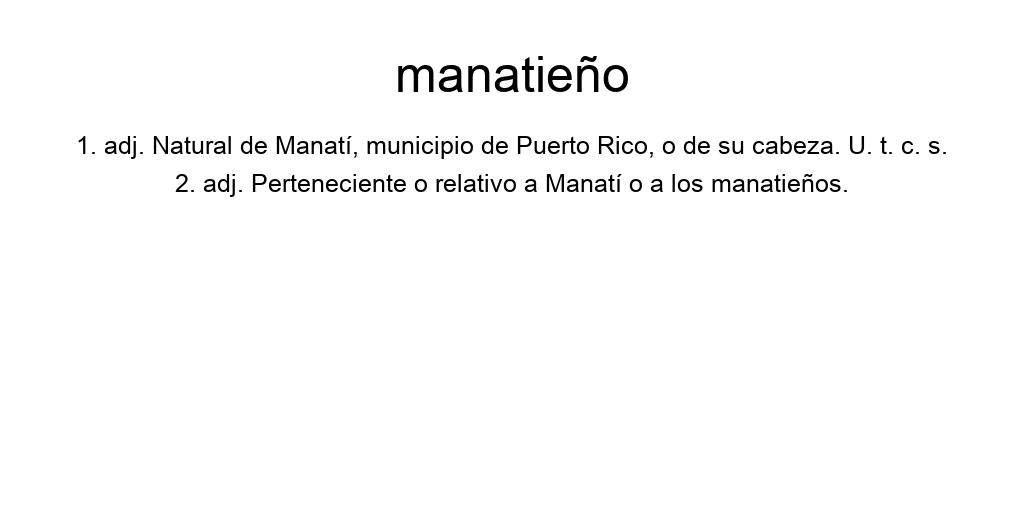 manatieño
1. adj. Natural de Manatí, municipio de Puerto Rico, o de su cabeza. U. t. c. s.
2. adj. Perteneciente o relativo a Manatí o a los manatieños.